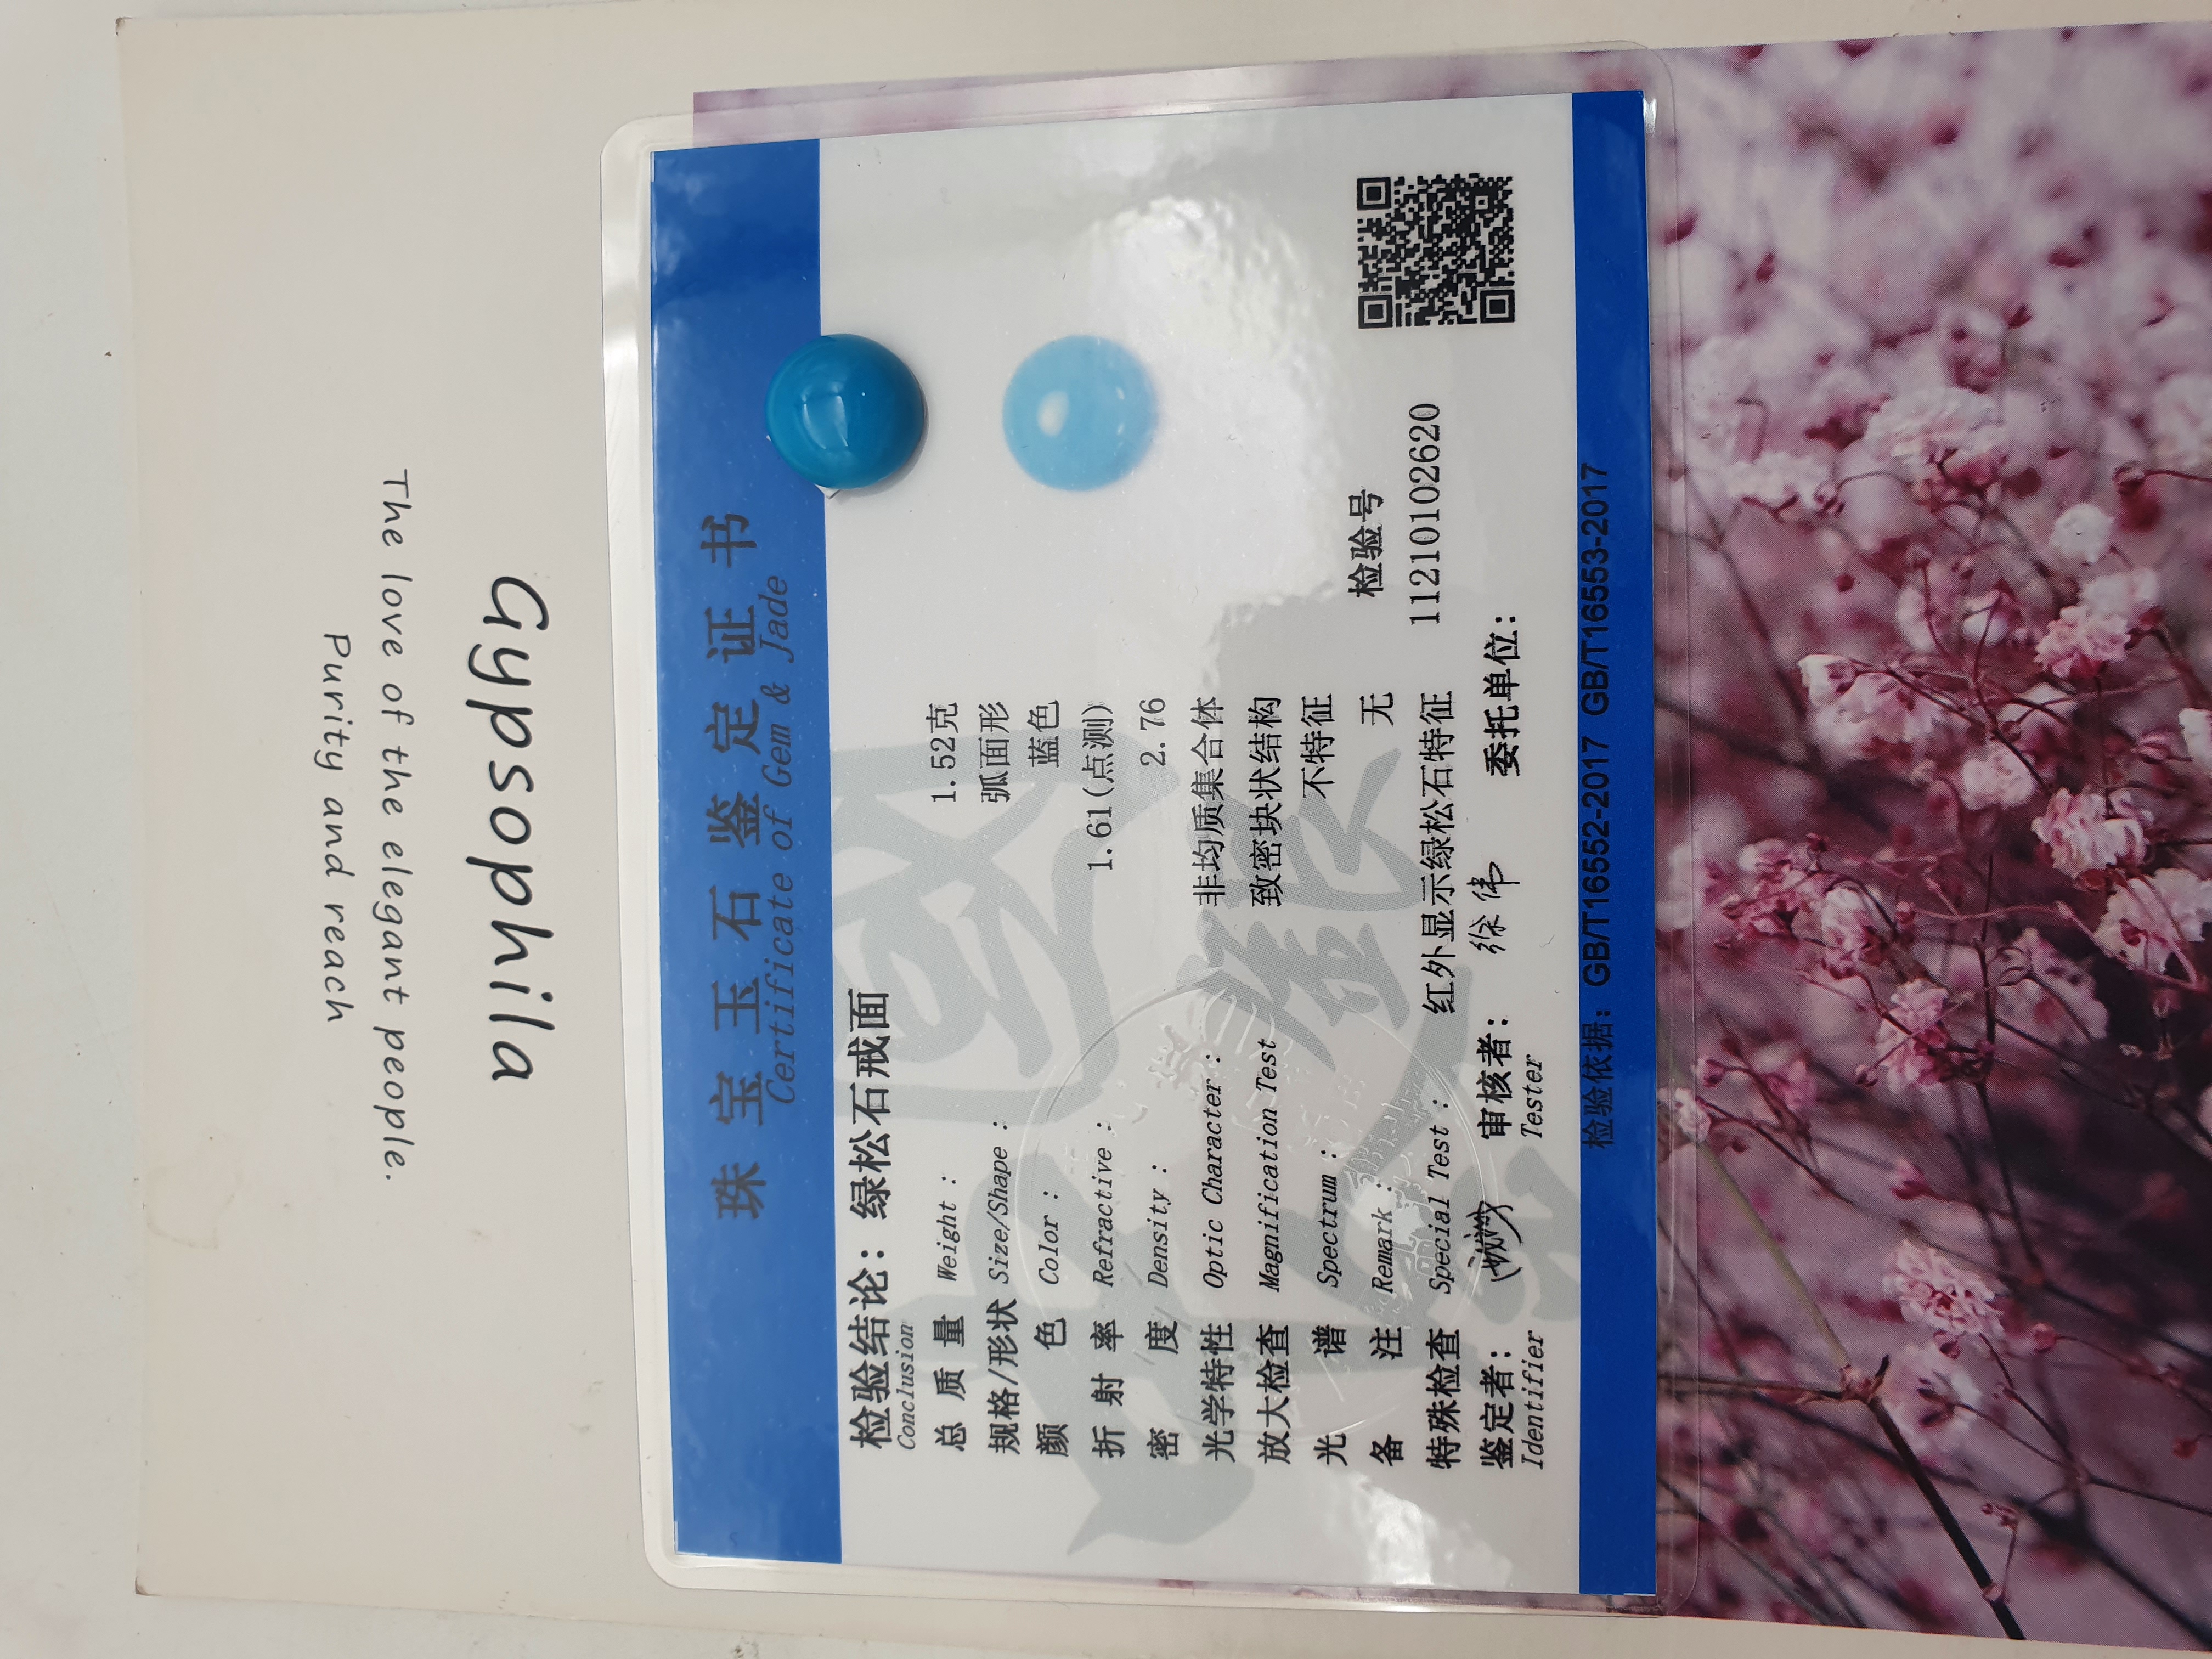 Gypsophila
The love of the elegant people.
Purity and reach
珠宝玉石鉴定证书
Certificate of Gem & Jade
检验结论：绿松石戒面
Conclusion
总质量 Weight： 1.52克
规格/形状 Size/Shape： 弧面形
颜色 Color： 蓝色
折射率 Refractive： 1.61(点测)
密度 Density： 2.76
光学特性 Optic Character： 非均质集合体
放大检查 Magnification Test 致密块状结构
光谱 Spectrum： 不特征
备注 Remark： 无
特殊检查 Special Test： 红外显示绿松石特征
检验号
112101102620
鉴定者： 审核者： 徐伟 委托单位：
Identifier Tester
检验依据：GB/T16552-2017 GB/T16553-2017